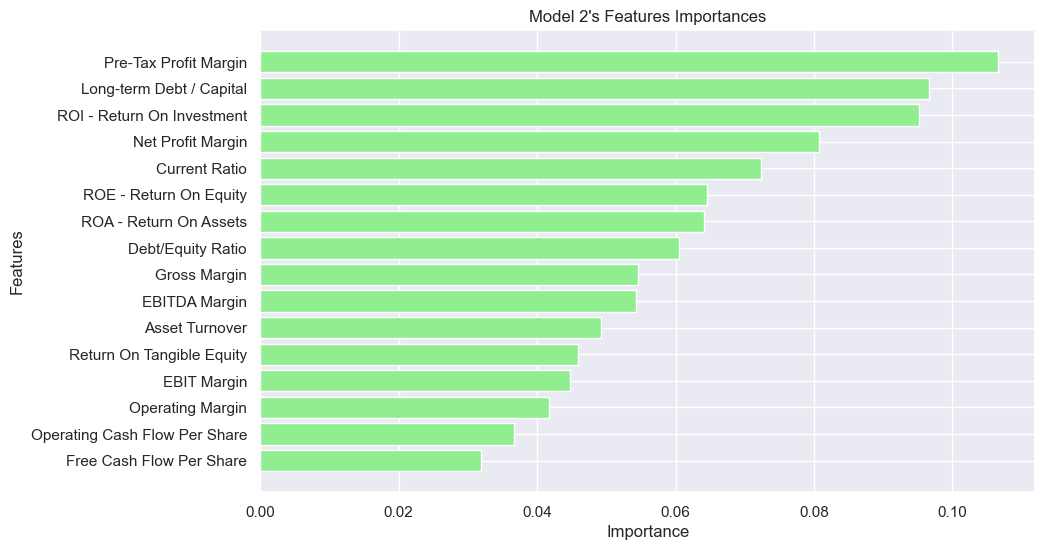 Model 2's Features Importances
Features
Pre-Tax Profit Margin
Long-term Debt / Capital
ROI - Return On Investment
Net Profit Margin
Current Ratio
ROE - Return On Equity
ROA - Return On Assets
Debt/Equity Ratio
Gross Margin
EBITDA Margin
Asset Turnover
Return On Tangible Equity
EBIT Margin
Operating Margin
Operating Cash Flow Per Share
Free Cash Flow Per Share
0.00 0.02 0.04 0.06 0.08 0.10
Importance